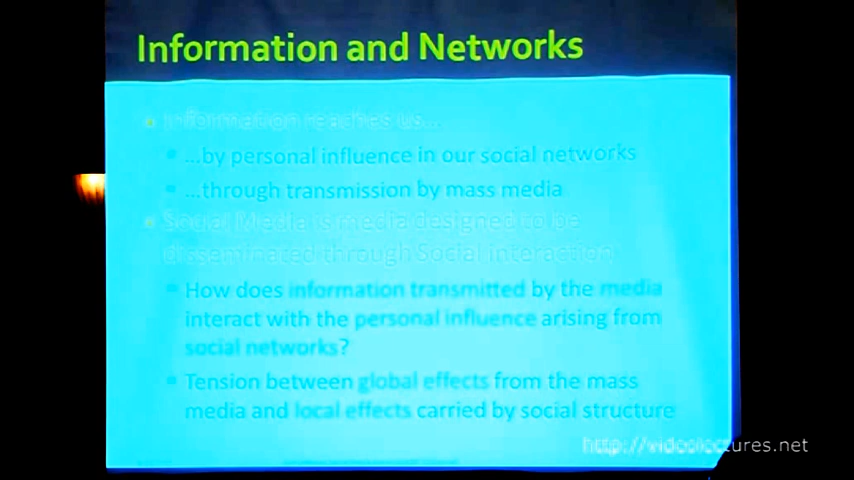 Information and Networks
Information reaches us...
...by personal influence in our social networks
...through transmission by mass media
Social Media is media designed to be
disseminated through Social interaction
How does information transmitted by the media
interact with the personal influence arising from
social networks?
Tension between global effects from the mass
media and local effects carried by social structure
http://videolectures.net